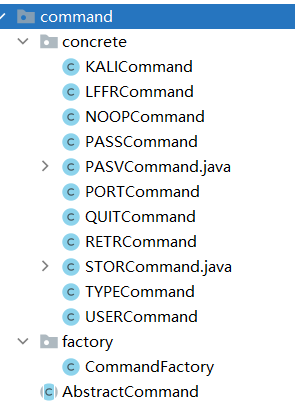 command
concrete
KALICommand
LFFRCommand
NOOPCommand
PASSCommand
PASVCommand.java
PORTCommand
QUITCommand
RETRCommand
STORCommand.java
TYPECommand
USERCommand
factory
CommandFactory
AbstractCommand